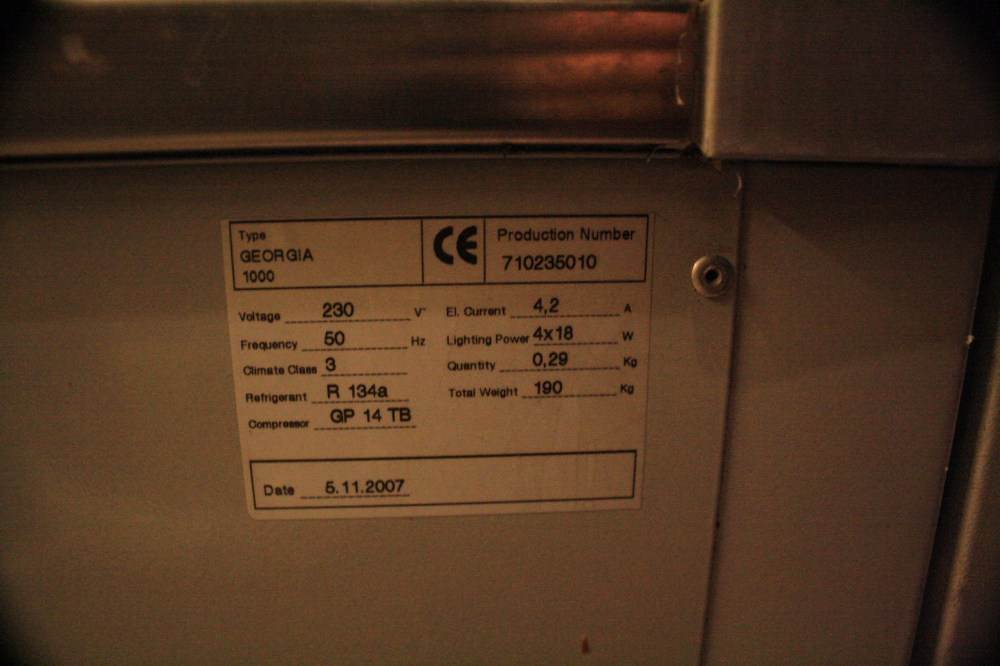 Type
GEORGIA
1000
CE
Production Number
710235010
Voltage 230 V~
Frequency 50 Hz
Climate Class 3
Refrigerant R 134a
Compressor GP 14 TB
El. Current 4,2 A
Lighting Power 4x18 W
Quantity 0,29 Kg
Total Weight 190 Kg
Date 5.11.2007